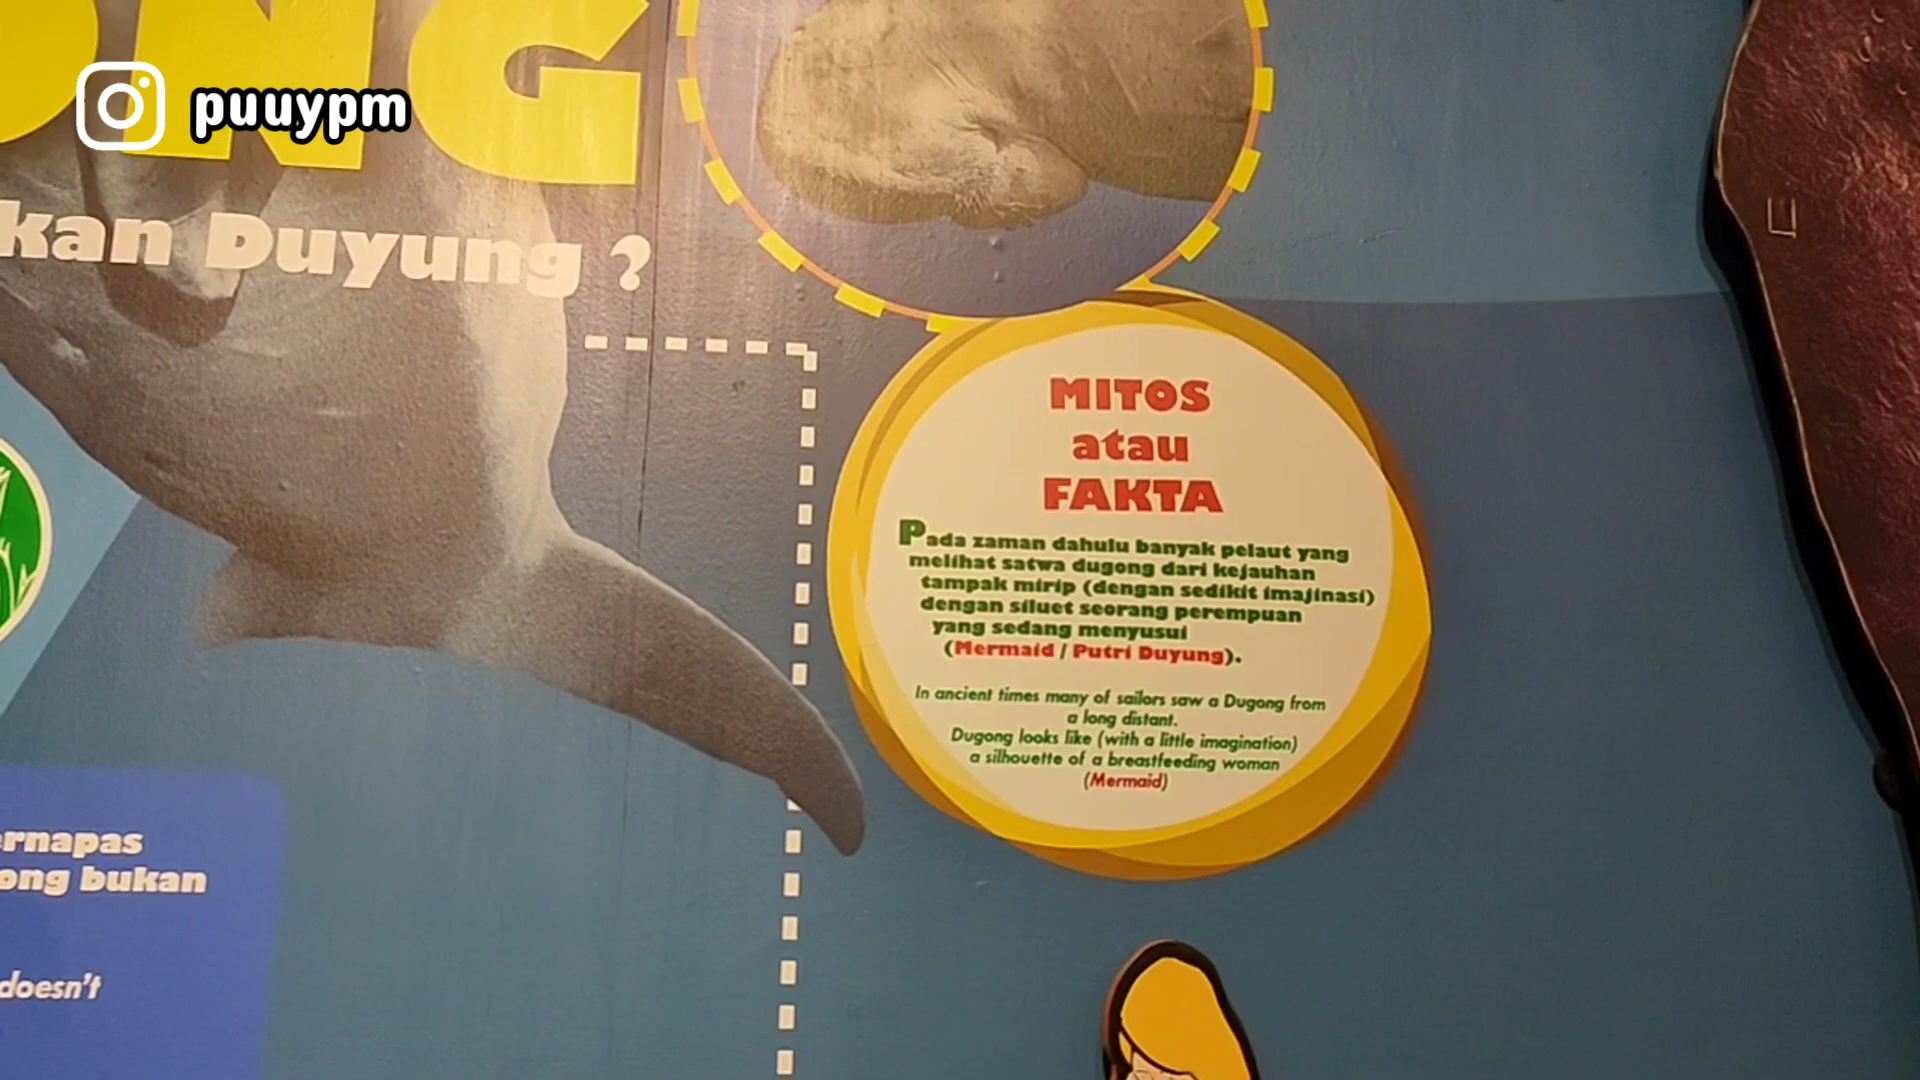 ONG
puuypm
kan Duyung ?
MITOS
atau
FAKTA
Pada zaman dahulu banyak pelaut yang
melihat satwa dugong dari kejauhan
tampak mirip (dengan sedikit imajinasi)
dengan siluet seorang perempuan
yang sedang menyusui
(Mermaid / Putri Duyung).
In ancient times many of sailors saw a Dugong from
a long distant.
Dugong looks like (with a little imagination)
a silhouette of a breastfeeding woman
(Mermaid)
ernapas
ong bukan
doesn't